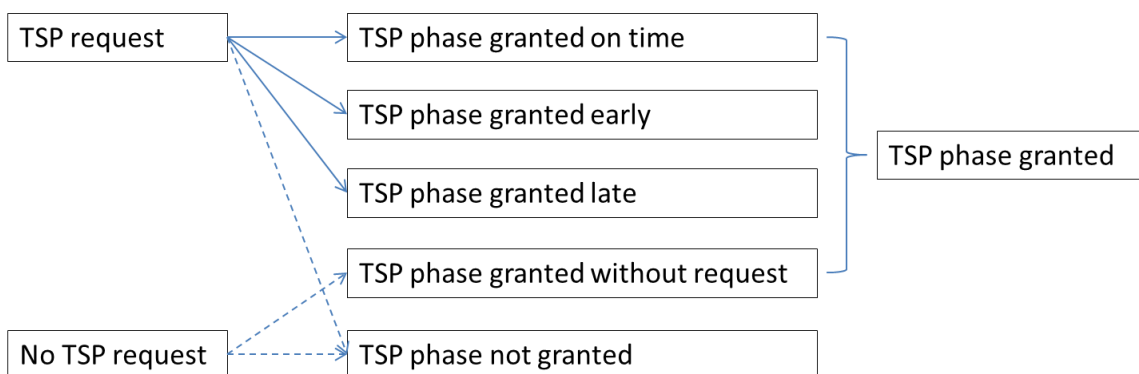 TSP request
TSP phase granted on time
TSP phase granted early
TSP phase granted
TSP phase granted late
TSP phase granted without request
No TSP request
TSP phase not granted